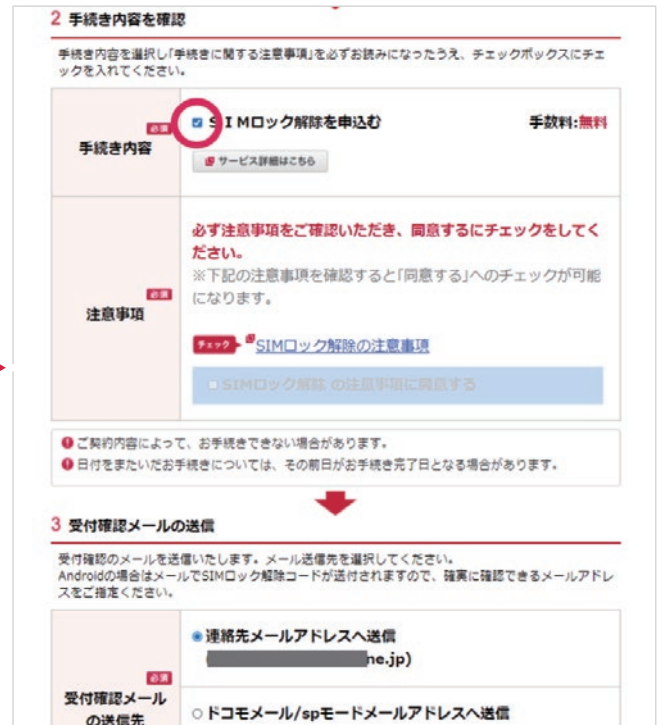 2 手続き内容を確認
手続き内容を選択し「手続きに関する注意事項」を必ずお読みになったうえ、チェックボックスにチェ
ックを入れてください。
必須
手続き内容
SIMロック解除を申込む
手数料:無料
サービス詳細はこちら
必須
注意事項
必ず注意事項をご確認いただき、同意するにチェックをしてく
ださい。
※下記の注意事項を確認すると「同意する」へのチェックが可能
になります。
チェック SIMロック解除の注意事項
SIMロック解除 の注意事項に同意する
ご契約内容によって、お手続きできない場合があります。
日付をまたいだお手続きについては、その前日がお手続き完了日となる場合があります。
3 受付確認メールの送信
受付確認のメールを送信いたします。メール送信先を選択してください。
Androidの場合はメールでSIMロック解除コードが送付されますので、確実に確認できるメールアドレ
スをご指定ください。
必須
受付確認メール
の送信先
連絡先メールアドレスへ送信
(ne.jp)
ドコモメール/spモードメールアドレスへ送信